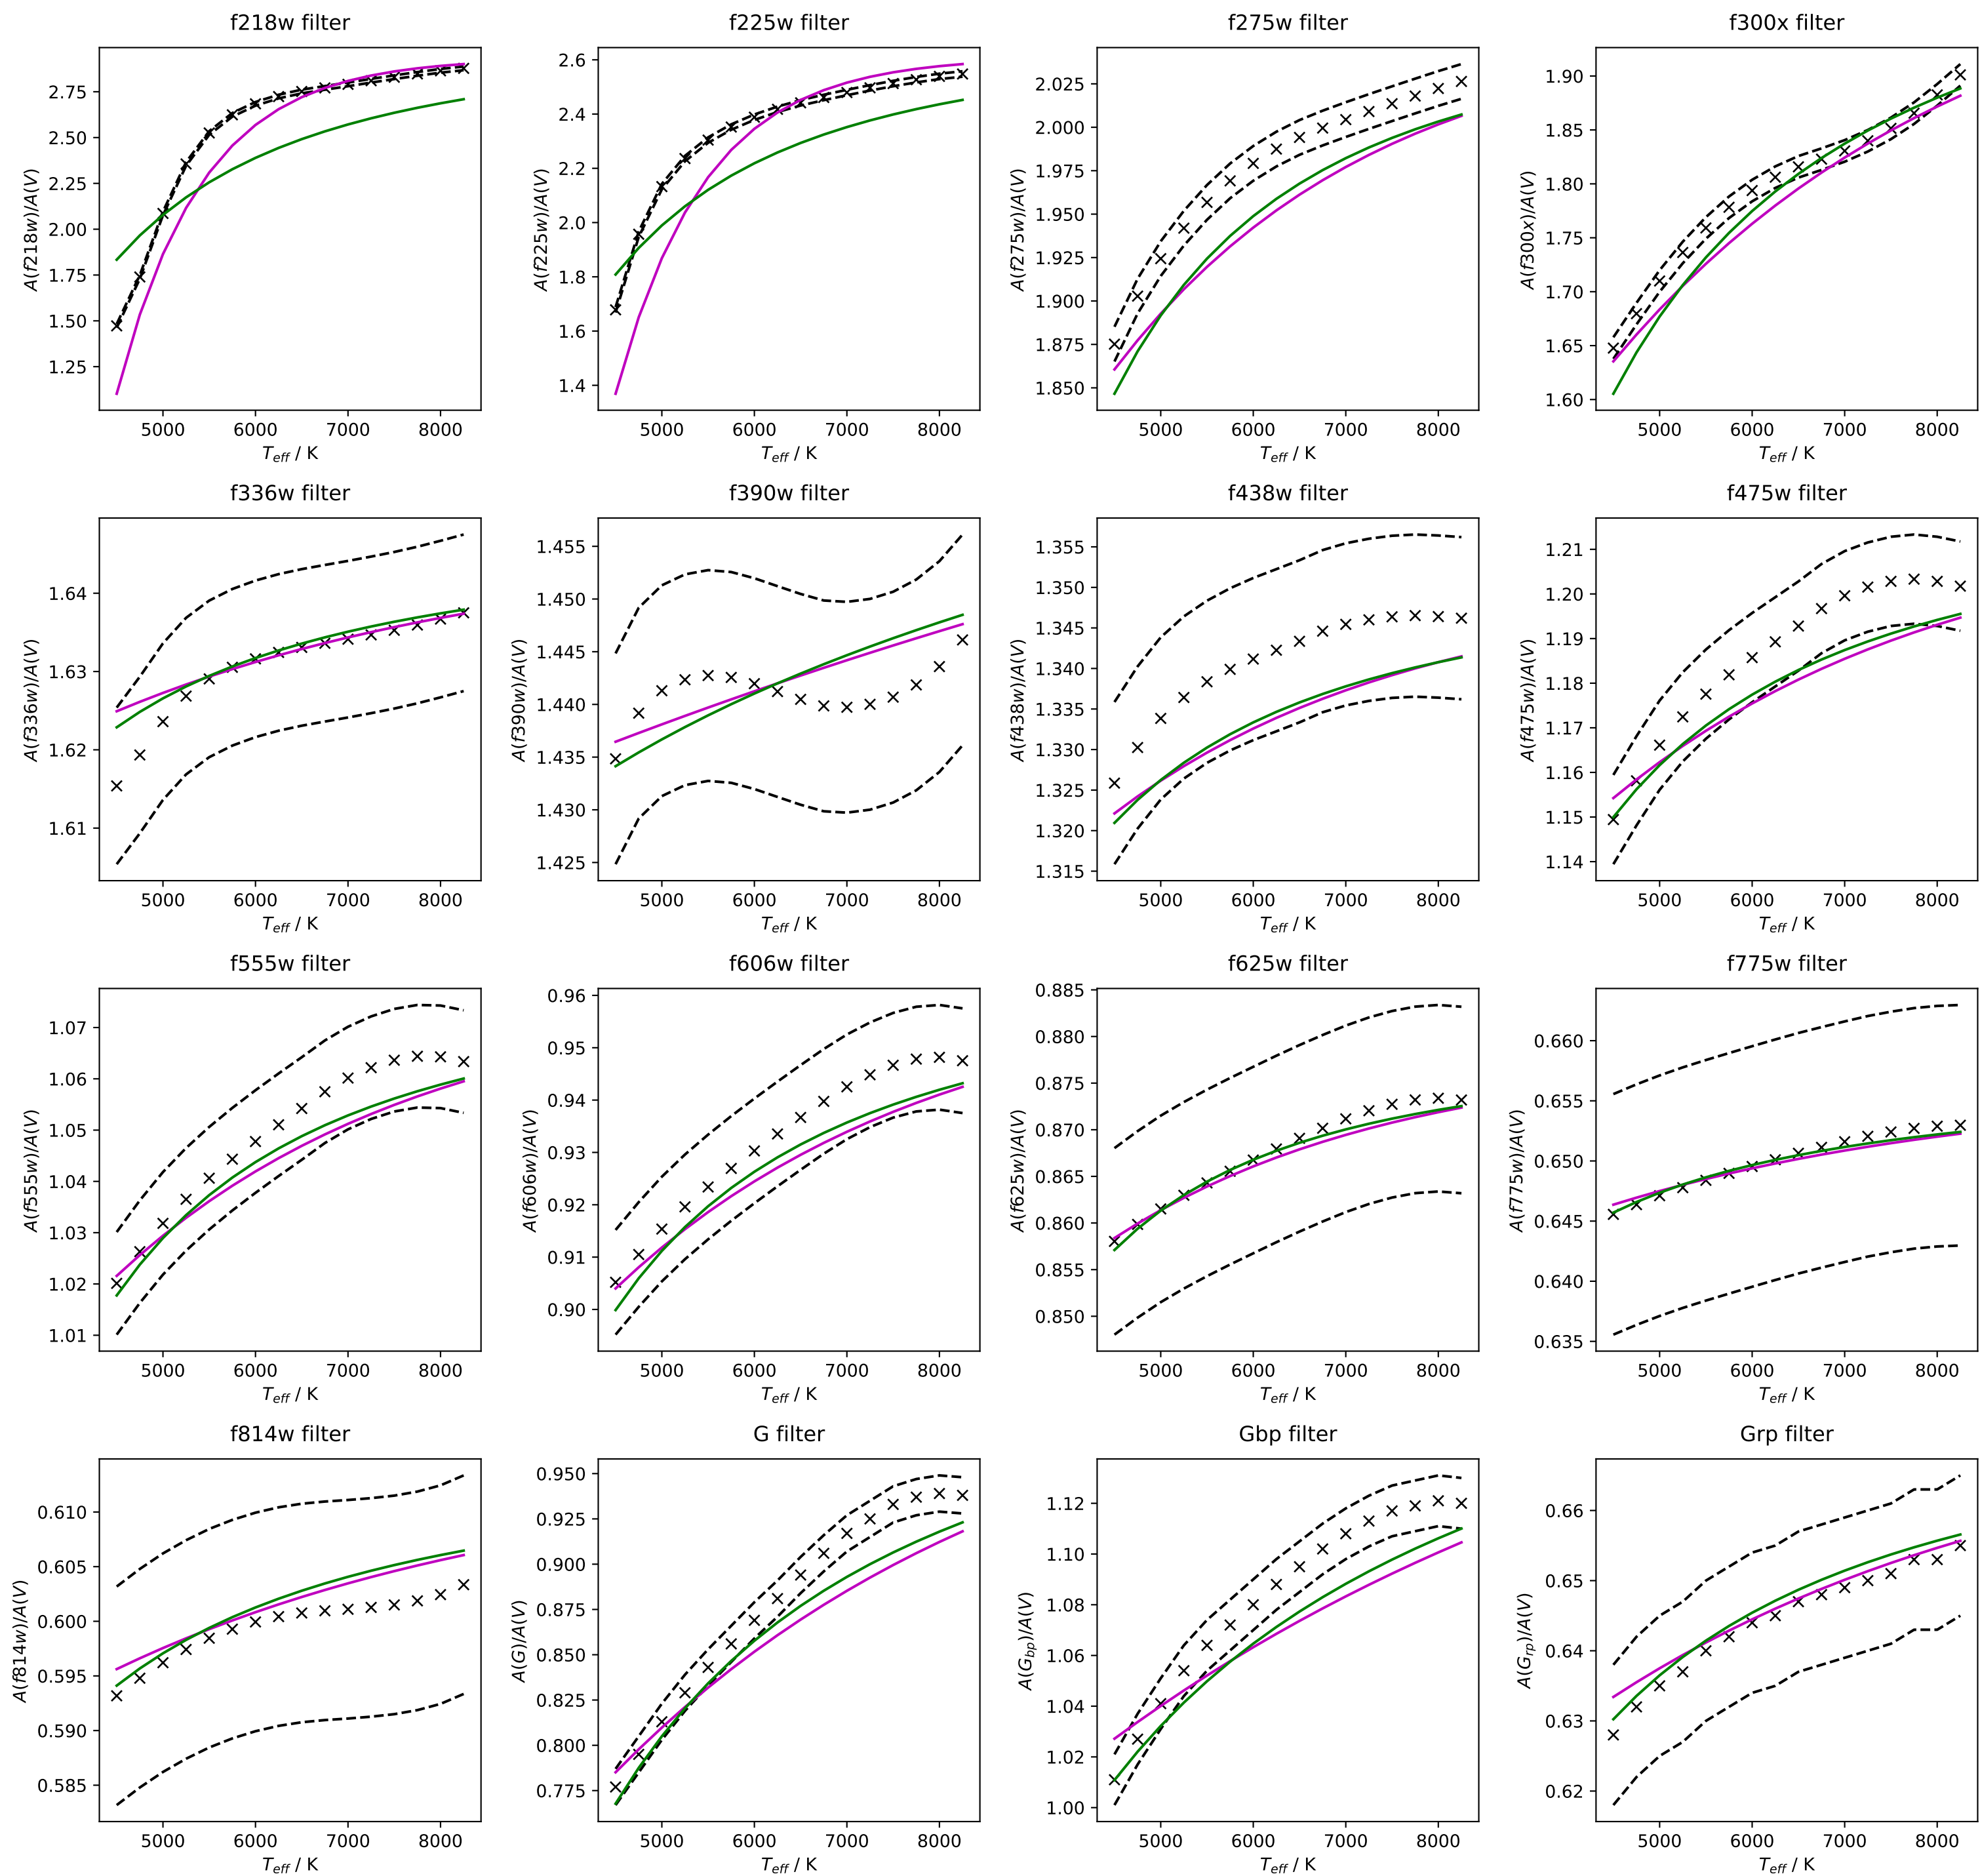 f218w filter
f225w filter
f275w filter
f300x filter
A(f218w)/A(V)
2.75
2.50
2.25
2.00
1.75
1.50
1.25
5000 6000 7000 8000
T_eff / K
A(f225w)/A(V)
2.6
2.4
2.2
2.0
1.8
1.6
1.4
5000 6000 7000 8000
T_eff / K
A(f275w)/A(V)
2.025
2.000
1.975
1.950
1.925
1.900
1.875
1.850
5000 6000 7000 8000
T_eff / K
A(f300x)/A(V)
1.90
1.85
1.80
1.75
1.70
1.65
1.60
5000 6000 7000 8000
T_eff / K
f336w filter
f390w filter
f438w filter
f475w filter
A(f336w)/A(V)
1.64
1.63
1.62
1.61
5000 6000 7000 8000
T_eff / K
A(f390w)/A(V)
1.455
1.450
1.445
1.440
1.435
1.430
1.425
5000 6000 7000 8000
T_eff / K
A(f438w)/A(V)
1.355
1.350
1.345
1.340
1.335
1.330
1.325
1.320
1.315
5000 6000 7000 8000
T_eff / K
A(f475w)/A(V)
1.21
1.20
1.19
1.18
1.17
1.16
1.15
1.14
5000 6000 7000 8000
T_eff / K
f555w filter
f606w filter
f625w filter
f775w filter
A(f555w)/A(V)
1.07
1.06
1.05
1.04
1.03
1.02
1.01
5000 6000 7000 8000
T_eff / K
A(f606w)/A(V)
0.96
0.95
0.94
0.93
0.92
0.91
0.90
5000 6000 7000 8000
T_eff / K
A(f625w)/A(V)
0.885
0.880
0.875
0.870
0.865
0.860
0.855
0.850
5000 6000 7000 8000
T_eff / K
A(f775w)/A(V)
0.660
0.655
0.650
0.645
0.640
0.635
5000 6000 7000 8000
T_eff / K
f814w filter
G filter
Gbp filter
Grp filter
A(f814w)/A(V)
0.610
0.605
0.600
0.595
0.590
0.585
5000 6000 7000 8000
T_eff / K
A(G)/A(V)
0.950
0.925
0.900
0.875
0.850
0.825
0.800
0.775
5000 6000 7000 8000
T_eff / K
A(G_bp)/A(V)
1.12
1.10
1.08
1.06
1.04
1.02
1.00
5000 6000 7000 8000
T_eff / K
A(G_rp)/A(V)
0.66
0.65
0.64
0.63
0.62
5000 6000 7000 8000
T_eff / K